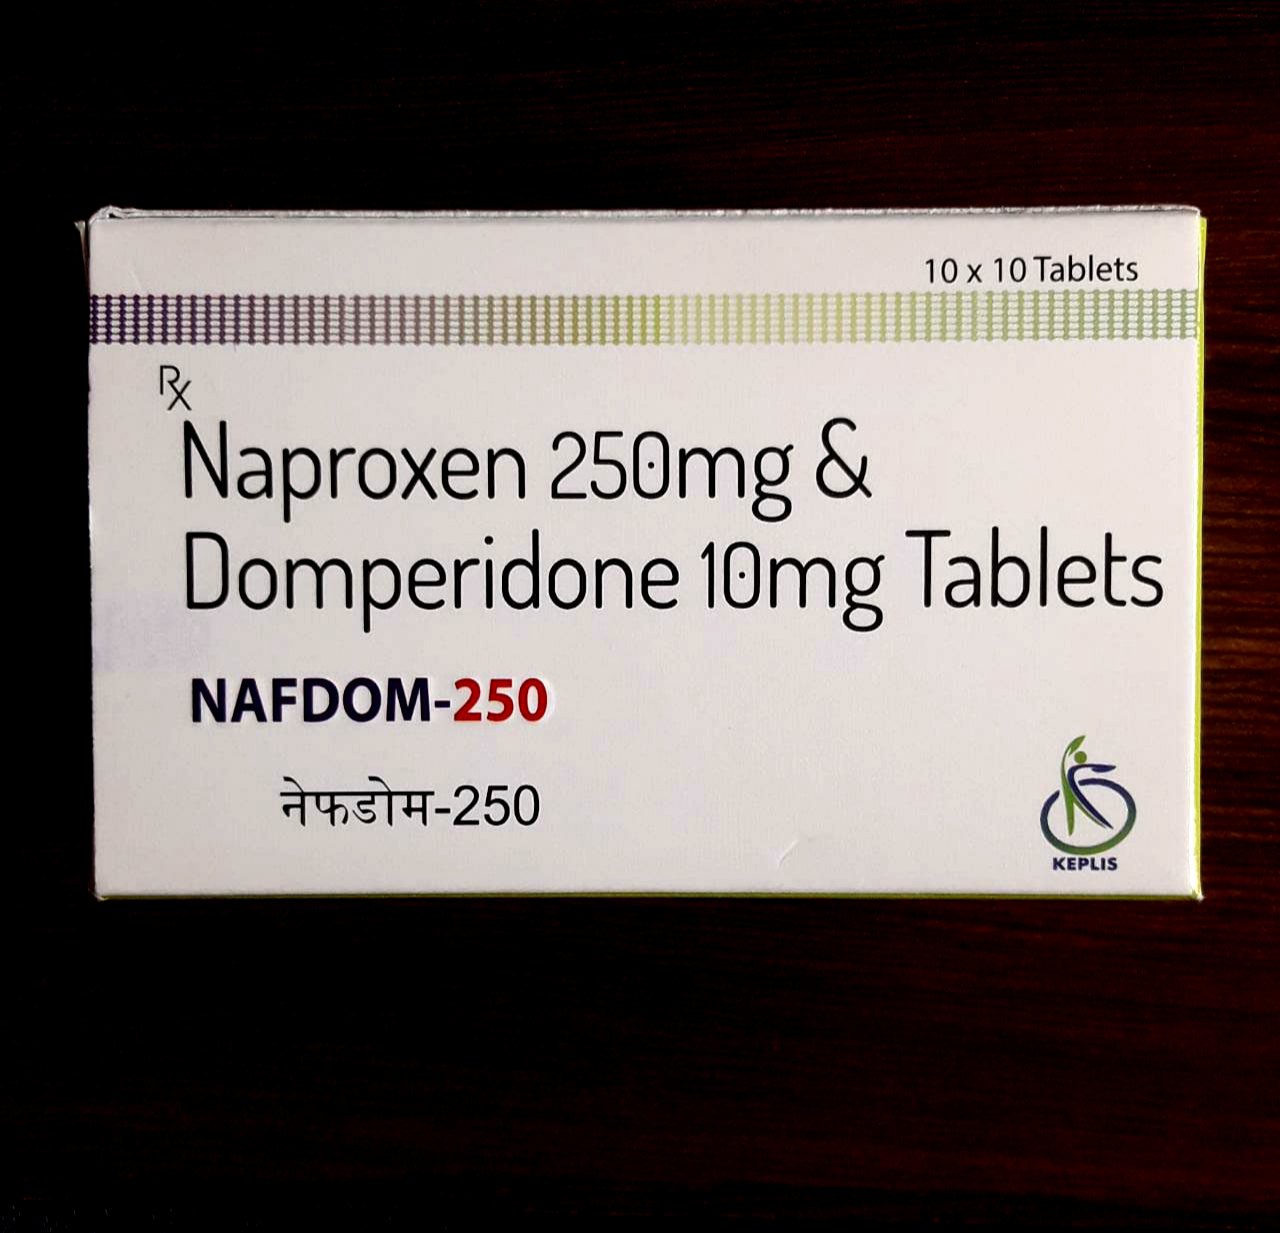 10 x 10 Tablets
Rx
Naproxen 250mg &
Domperidone 10mg Tablets
NAFDOM-250
नेफडोम-250
KEPLIS